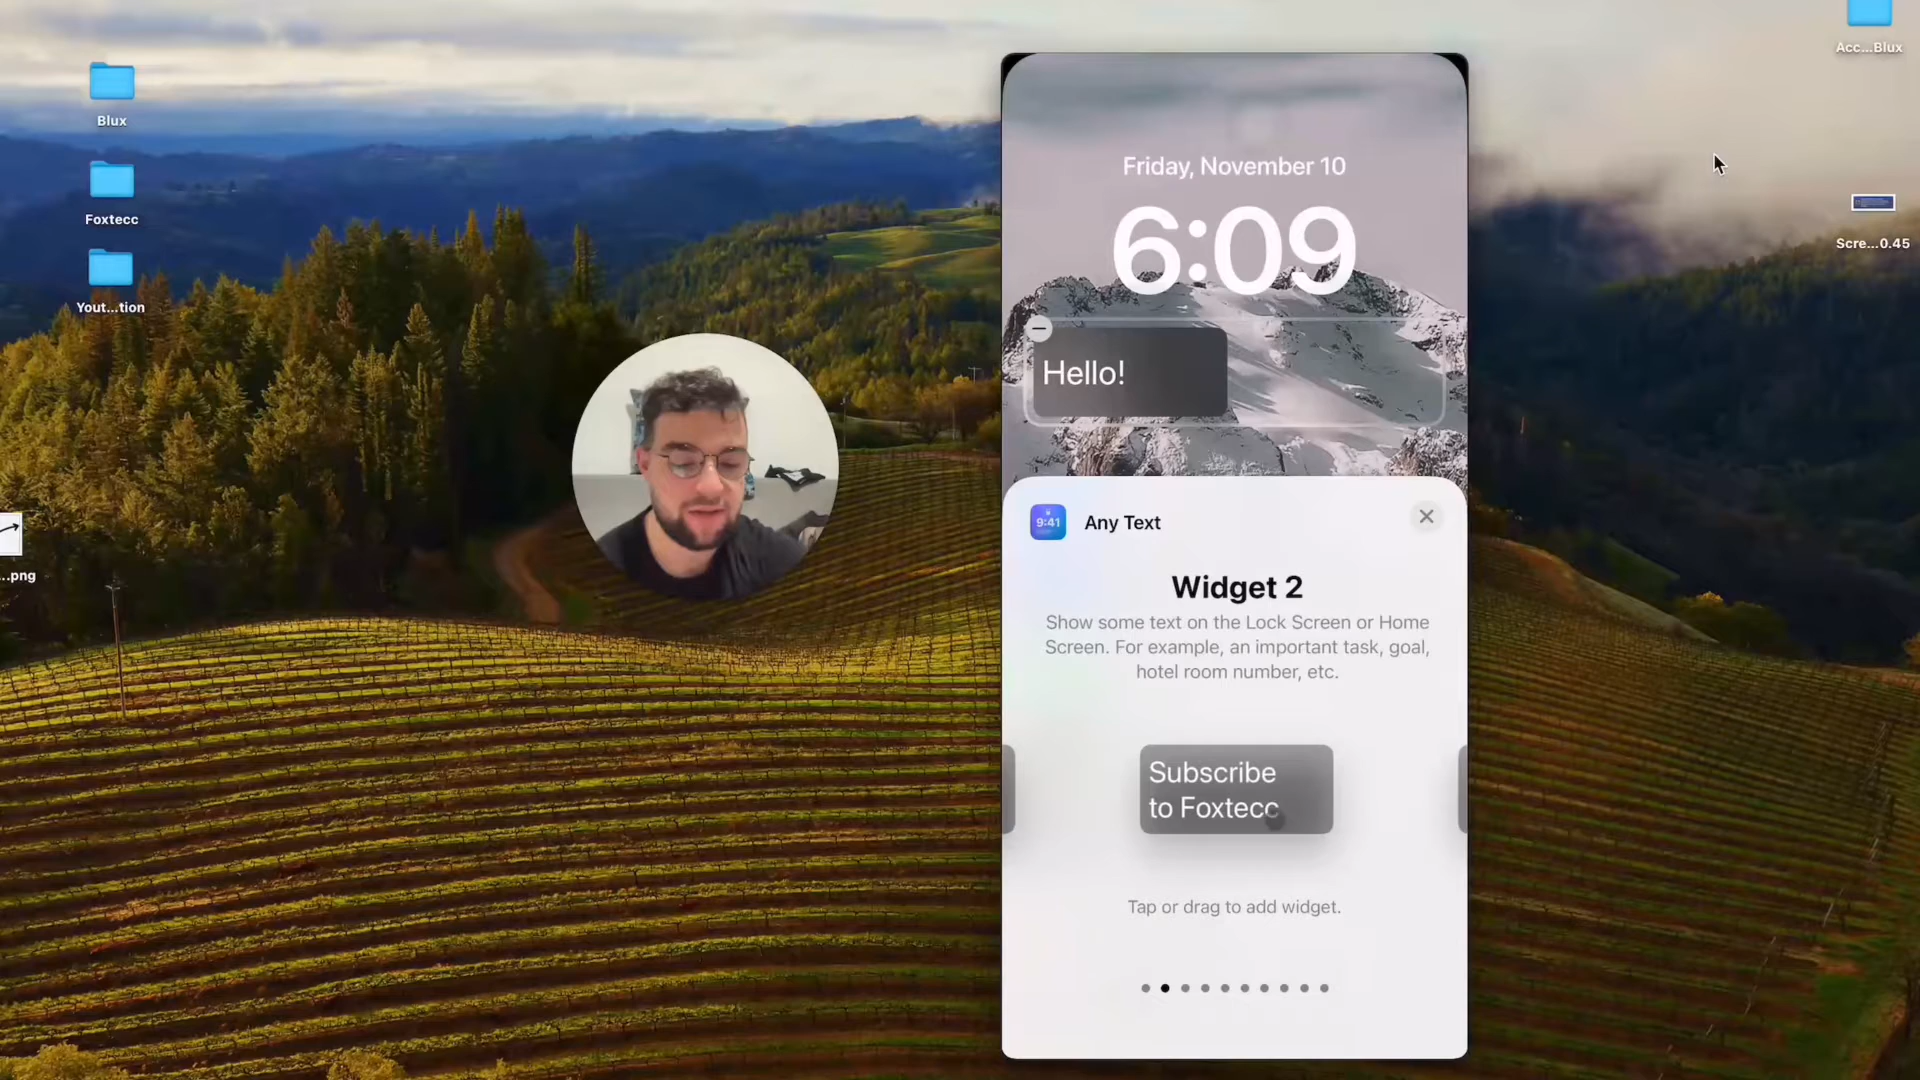 Acc...Blux
Blux
Foxtecc
Yout...tion
Scre...0.45
...png
Friday, November 10
6:09
Hello!
9:41
Any Text
Widget 2
Show some text on the Lock Screen or Home
Screen. For example, an important task, goal,
hotel room number, etc.
Subscribe
to Foxtecc
Tap or drag to add widget.